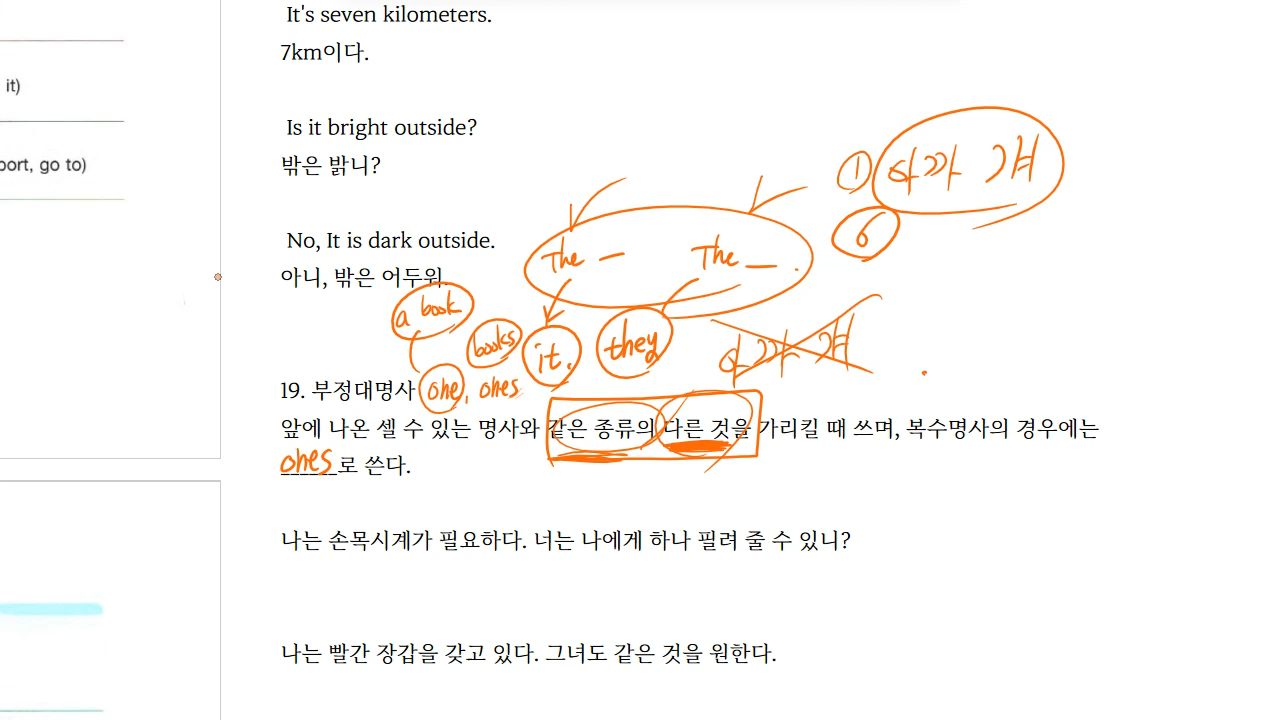 It's seven kilometers.
7km이다.
it)
Is it bright outside?
port, go to)
밖은 밝니?
① 아까 걔
6
No, It is dark outside.
The — The __.
아니, 밖은 어두워
a book
books
it. they
아까 걔
19. 부정대명사 one, ones
앞에 나온 셀 수 있는 명사와 같은 종류의 다른 것을 가리킬 때 쓰며, 복수명사의 경우에는
ones로 쓴다.
나는 손목시계가 필요하다. 너는 나에게 하나 필려 줄 수 있니?
나는 빨간 장갑을 갖고 있다. 그녀도 같은 것을 원한다.